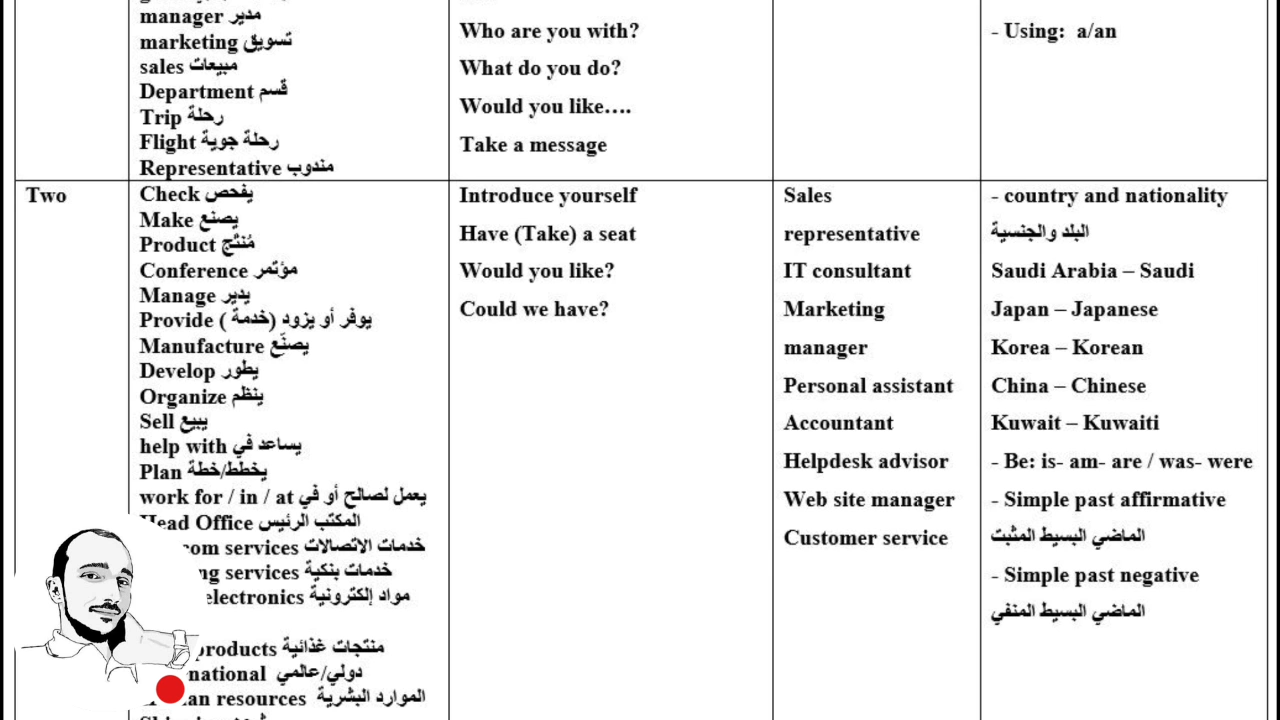 manager مدير
marketing تسويق
sales مبيعات
Department قسم
Trip رحلة
Flight رحلة جوية
Representative مندوب
Who are you with?
What do you do?
Would you like….
Take a message
- Using: a/an
Two
Check يفحص
Make يصنع
Product مُنتَج
Conference مؤتمر
Manage يدير
Provide ( خدمة) يوفر أو يزود
Manufacture يصنّع
Develop يطور
Organize ينظم
Sell يبيع
help with يساعد في
Plan يخطط/خطة
work for / in / at يعمل لصالح أو في
Head Office المكتب الرئيس
services خدمات الاتصالات
services خدمات بنكية
electronics مواد إلكترونية
products منتجات غذائية
دولي/عالمي
resources الموارد البشرية
Introduce yourself
Have (Take) a seat
Would you like?
Could we have?
Sales
representative
IT consultant
Marketing
manager
Personal assistant
Accountant
Helpdesk advisor
Web site manager
Customer service
- country and nationality
البلد والجنسية
Saudi Arabia – Saudi
Japan – Japanese
Korea – Korean
China – Chinese
Kuwait – Kuwaiti
- Be: is- am- are / was- were
- Simple past affirmative
الماضي البسيط المثبت
- Simple past negative
الماضي البسيط المنفي